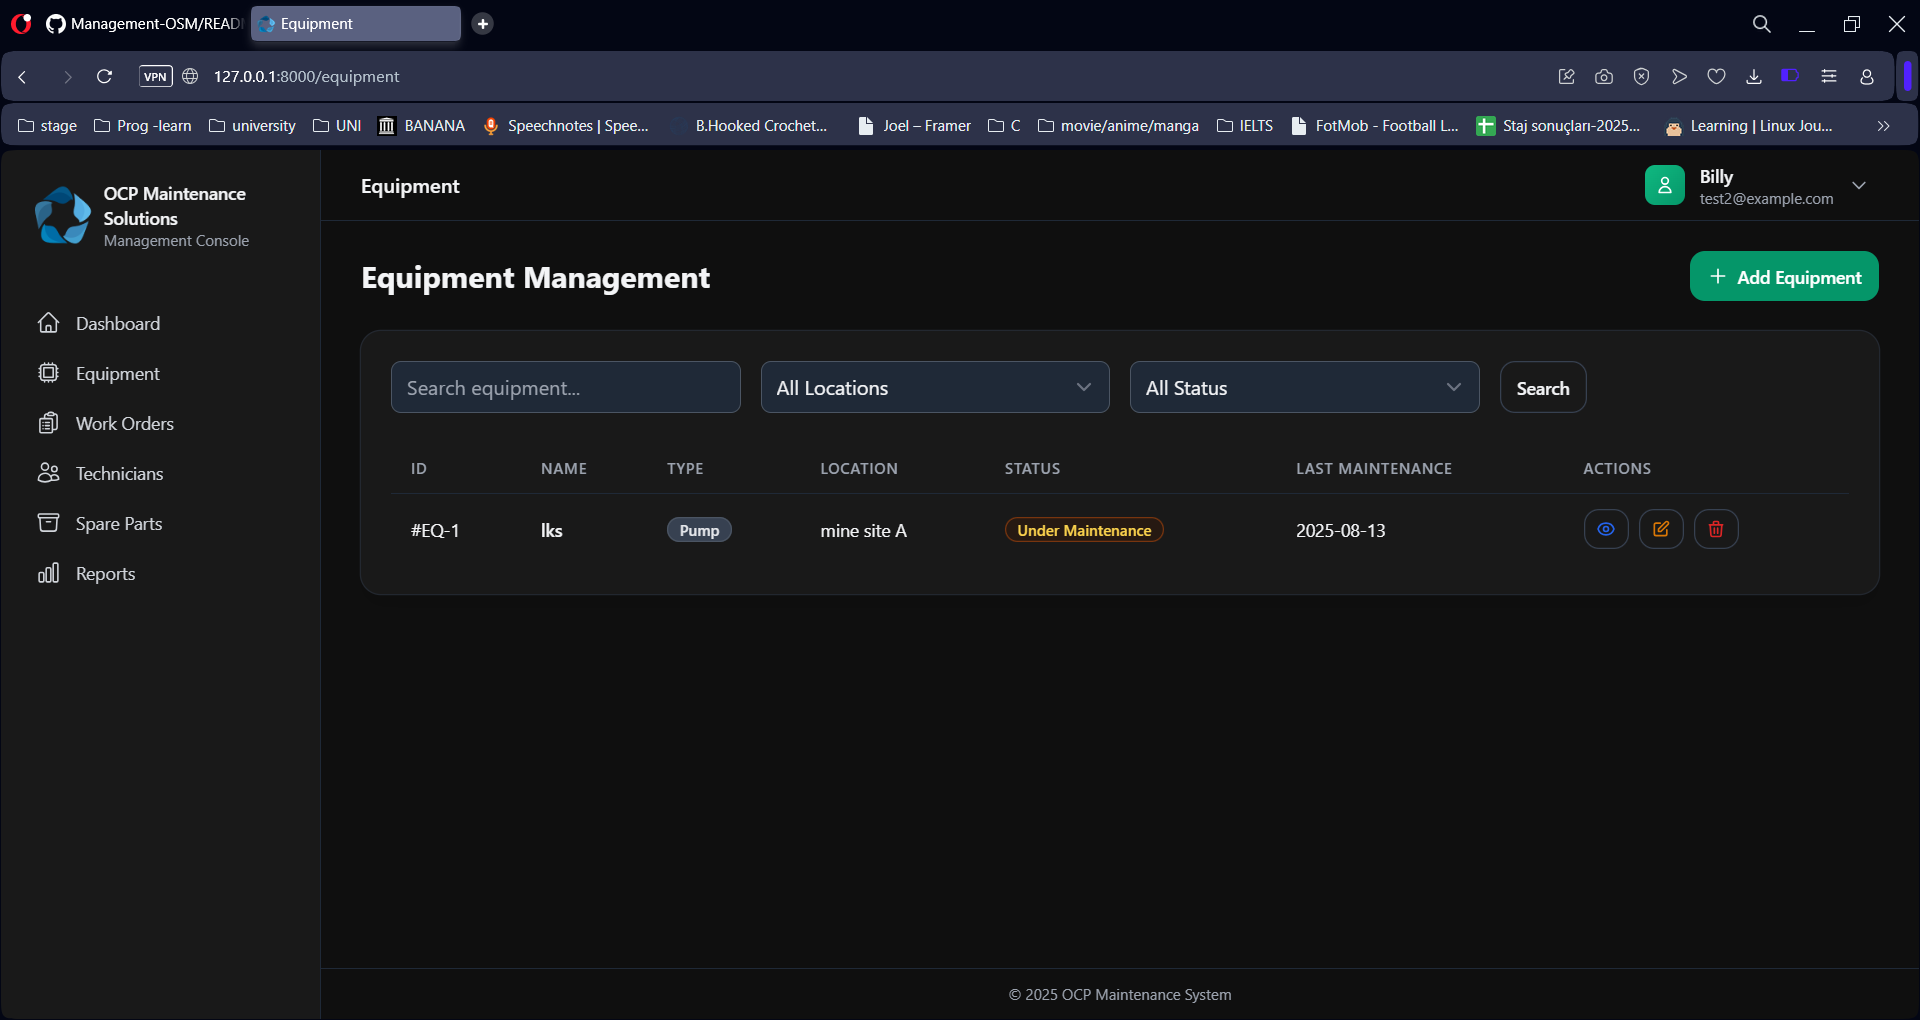 Management-OSM/READ
Equipment
VPN
127.0.0.1:8000/equipment
stage
Prog -learn
university
UNI
BANANA
Speechnotes | Spee...
B.Hooked Crochet...
Joel – Framer
C
movie/anime/manga
IELTS
FotMob - Football L...
Staj sonuçları-2025...
Learning | Linux Jou...
OCP Maintenance
Solutions
Management Console
Equipment
Billy
test2@example.com
Dashboard
Equipment
Work Orders
Technicians
Spare Parts
Reports
Equipment Management
+ Add Equipment
Search equipment...
All Locations
All Status
Search
ID NAME TYPE LOCATION STATUS LAST MAINTENANCE ACTIONS
#EQ-1 lks Pump mine site A Under Maintenance 2025-08-13
© 2025 OCP Maintenance System